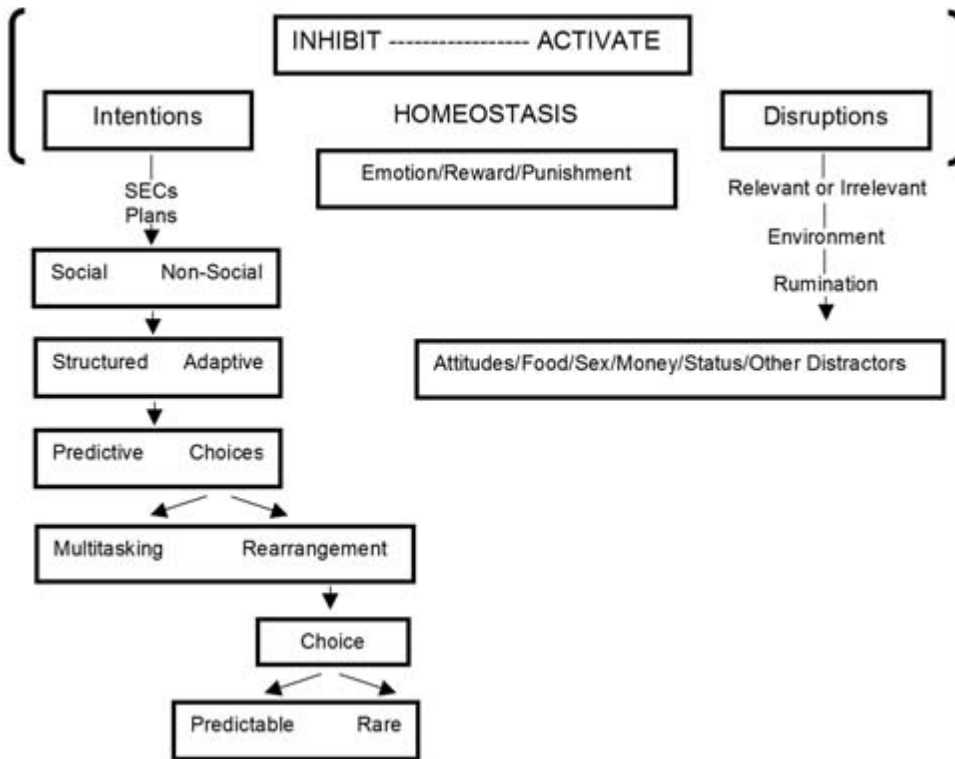 INHIBIT ------------------ ACTIVATE
Intentions
HOMEOSTASIS
Disruptions
Emotion/Reward/Punishment
SECs
Plans
Relevant or Irrelevant
Environment
Rumination
Social Non-Social
Structured Adaptive
Attitudes/Food/Sex/Money/Status/Other Distractors
Predictive Choices
Multitasking Rearrangement
Choice
Predictable Rare